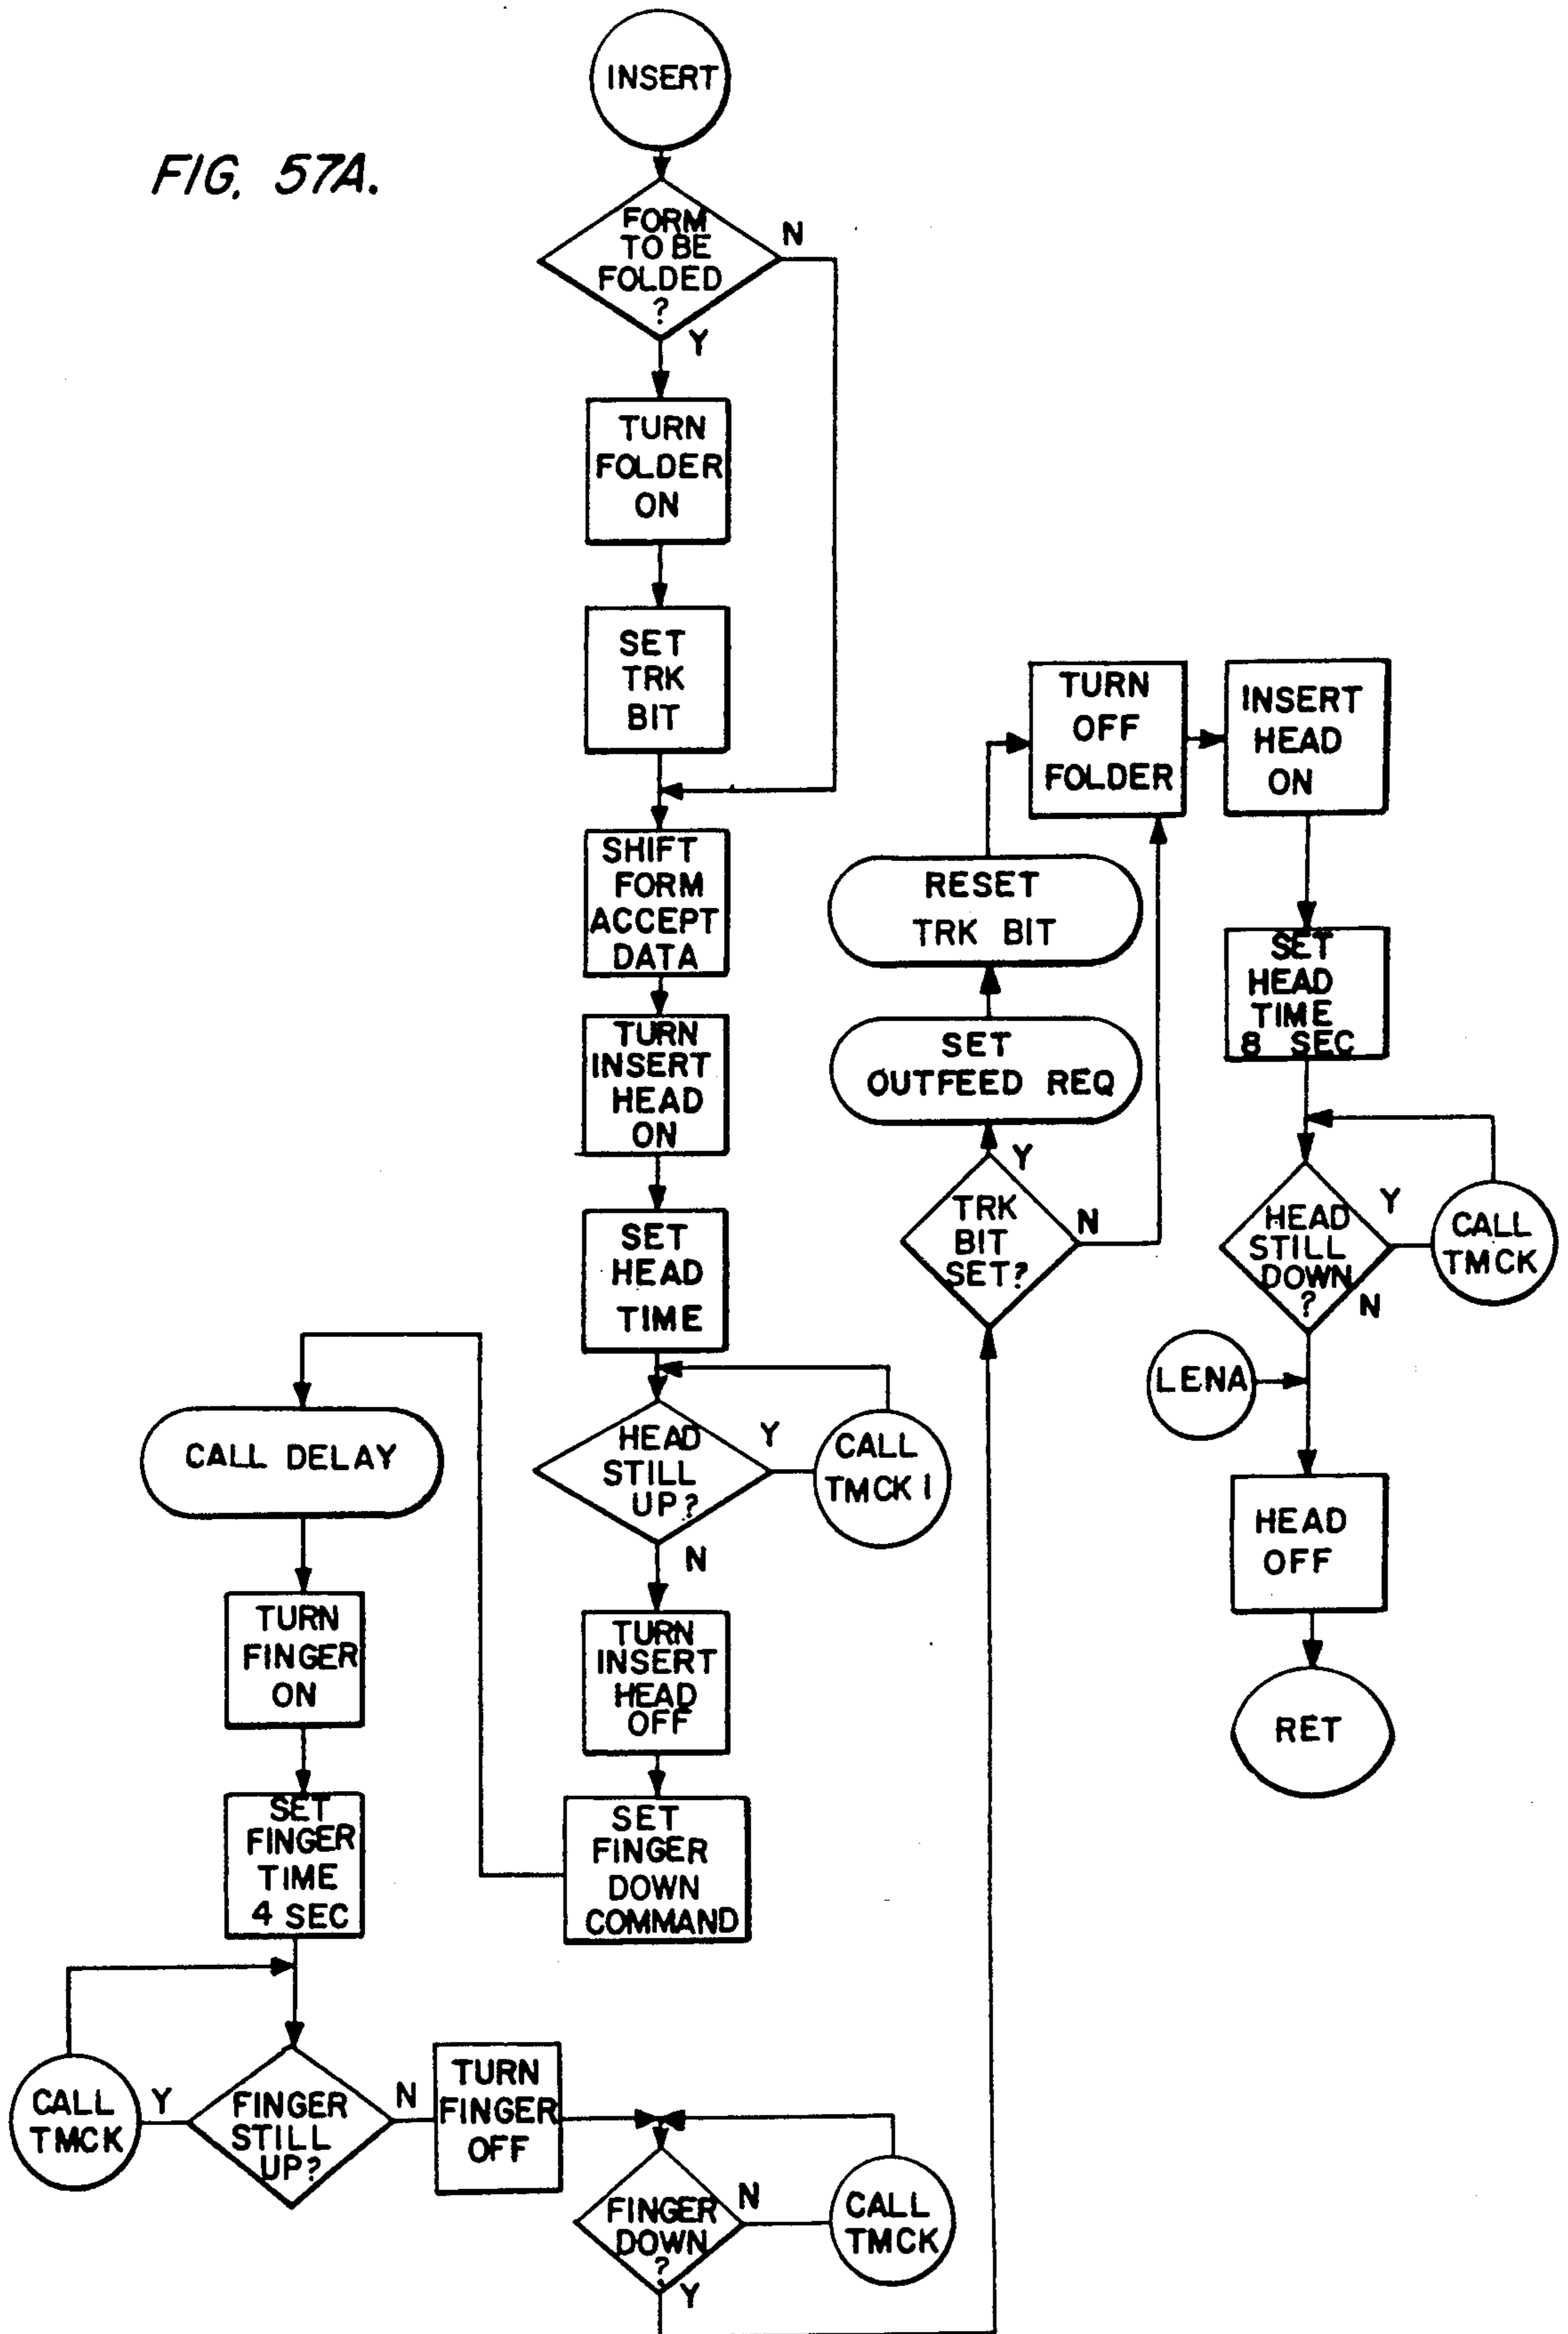 INSERT
FIG. 57A.
FORM
TO BE
FOLDED
?
N
Y
TURN
FOLDER
ON
SET
TRK
BIT
SHIFT
FORM
ACCEPT
DATA
TURN
INSERT
HEAD
ON
SET
HEAD
TIME
HEAD
STILL
UP?
Y
CALL
TMCK 1
N
TURN
INSERT
HEAD
OFF
SET
FINGER
DOWN
COMMAND
CALL DELAY
TURN
FINGER
ON
SET
FINGER
TIME
4 SEC
FINGER
STILL
UP?
Y
CALL
TMCK
N
TURN
FINGER
OFF
FINGER
DOWN
?
N
CALL
TMCK
Y
TRK
BIT
SET?
Y
N
SET
OUTFEED REQ
RESET
TRK BIT
TURN
OFF
FOLDER
INSERT
HEAD
ON
SET
HEAD
TIME
8 SEC
HEAD
STILL
DOWN
?
Y
CALL
TMCK
N
LENA
HEAD
OFF
RET